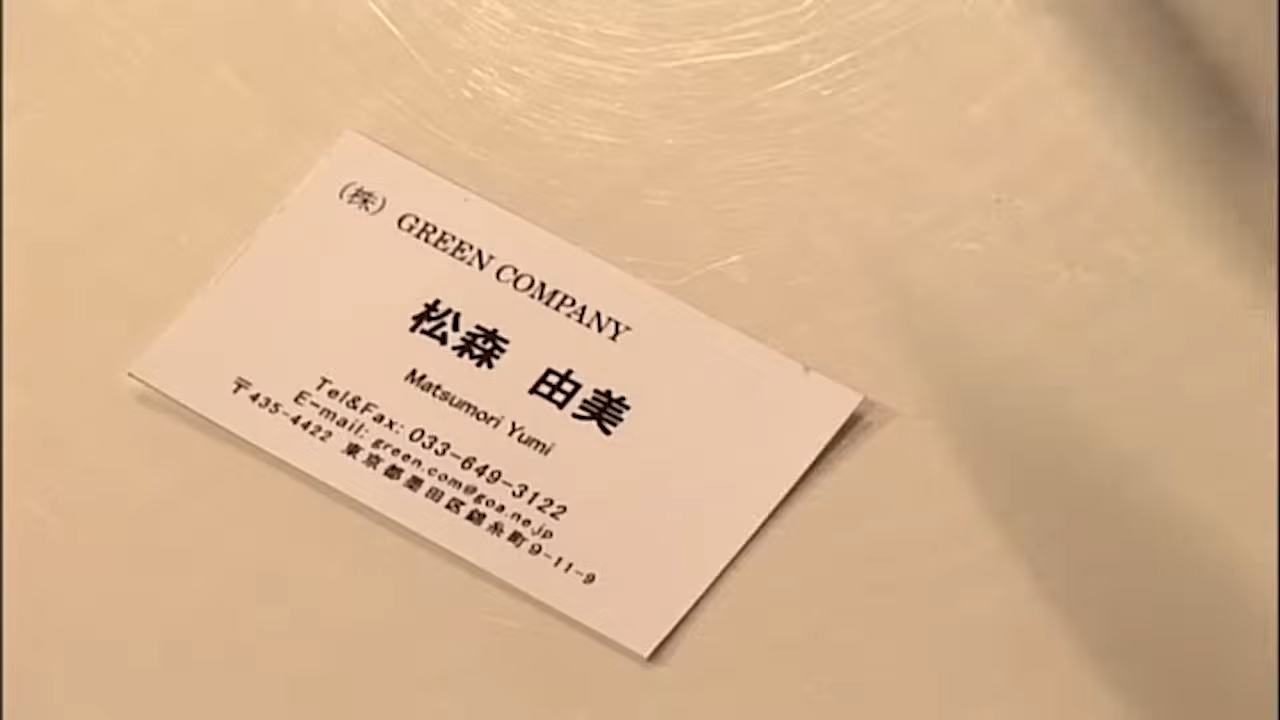 (株) GREEN COMPANY
松森 由美
Matsumori Yumi
Tel&Fax: 033-649-3122
E-mail: green.com@goa.ne.jp
〒435-4422 東京都墨田区錦糸町9-11-9